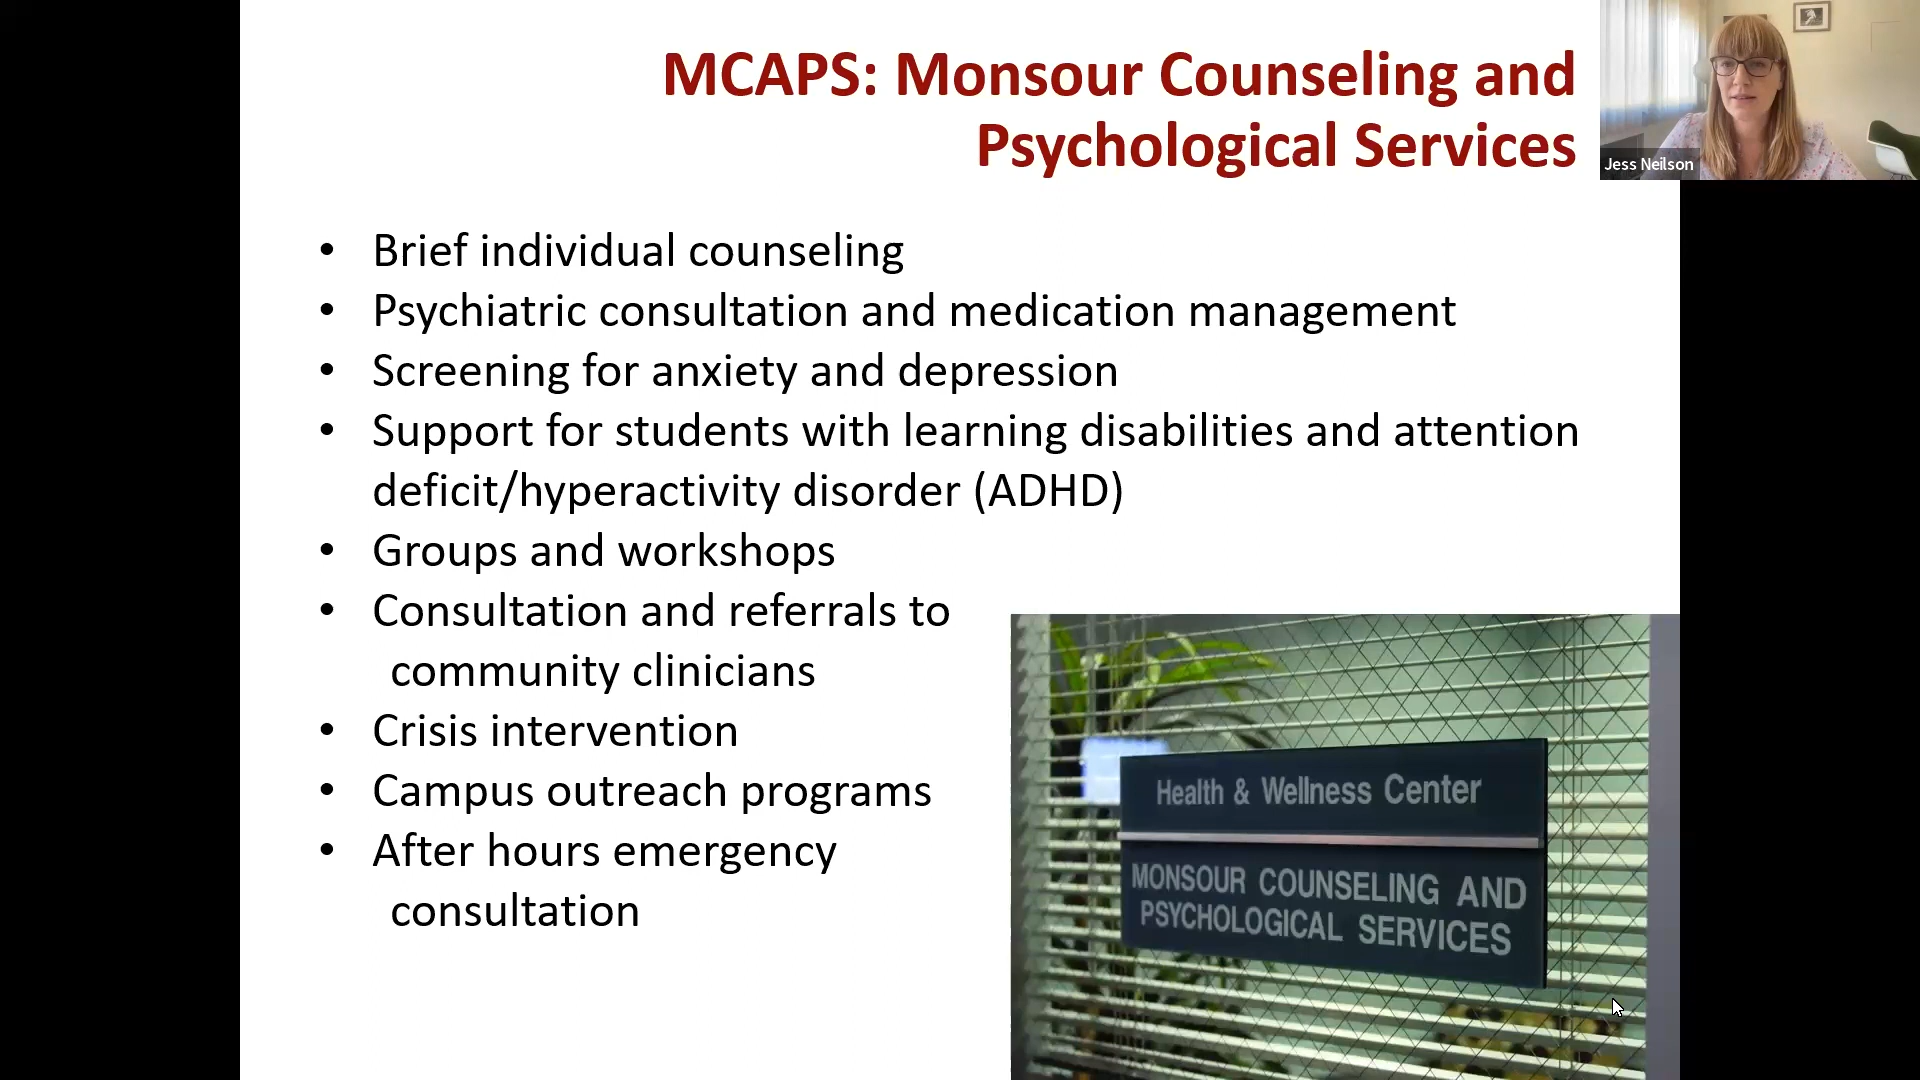 MCAPS: Monsour Counseling and
Psychological Services
Jess Neilson
• Brief individual counseling
• Psychiatric consultation and medication management
• Screening for anxiety and depression
• Support for students with learning disabilities and attention
deficit/hyperactivity disorder (ADHD)
• Groups and workshops
• Consultation and referrals to
community clinicians
• Crisis intervention
• Campus outreach programs
• After hours emergency
consultation
Health & Wellness Center
MONSOUR COUNSELING AND
PSYCHOLOGICAL SERVICES